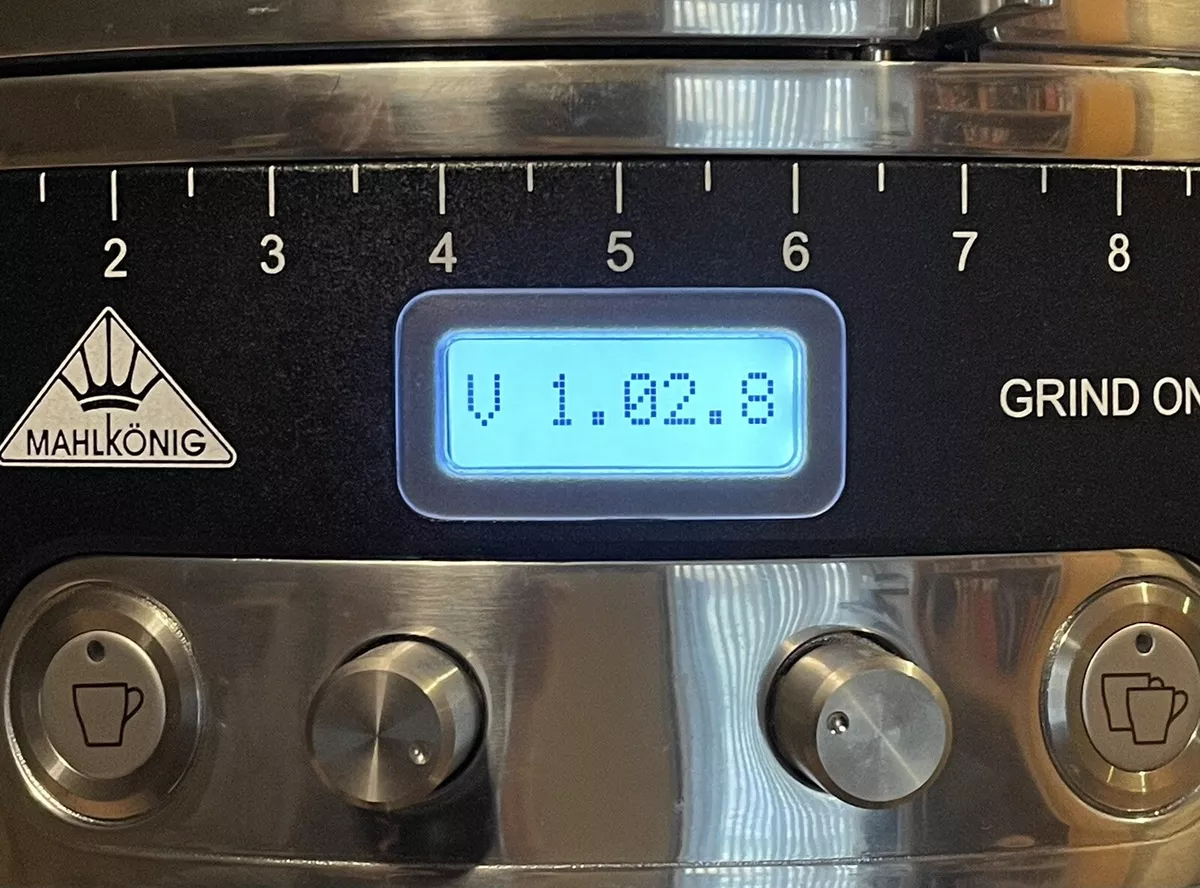 2 3 4 5 6 7 8
MAHLKÖNIG
V 1.02.8
GRIND ON